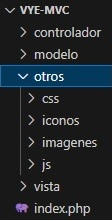 VYE-MVC
controlador
modelo
otros
css
iconos
imagenes
js
vista
index.php